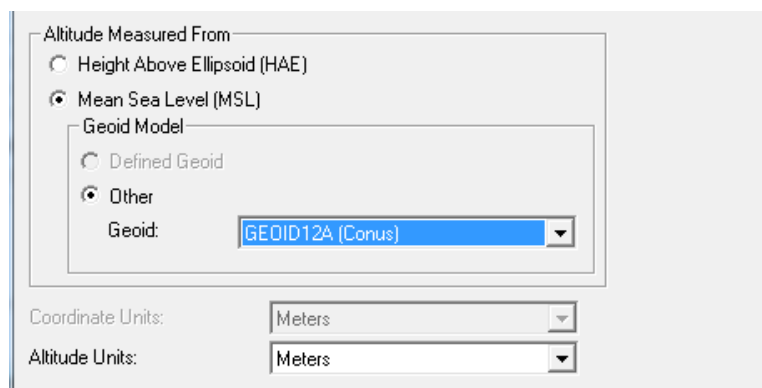 Altitude Measured From
Height Above Ellipsoid (HAE)
Mean Sea Level (MSL)
Geoid Model
Defined Geoid
Other
Geoid: GEOID12A (Conus)
Coordinate Units: Meters
Altitude Units: Meters